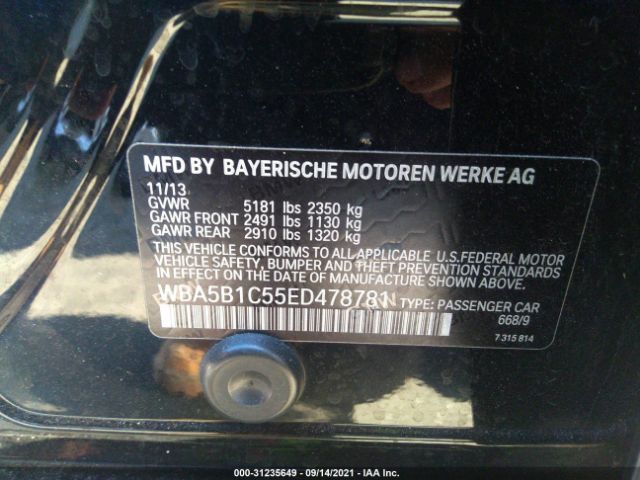 MFD BY BAYERISCHE MOTOREN WERKE AG
11/13
GVWR 5181 lbs 2350 kg
GAWR FRONT 2491 lbs 1130 kg
GAWR REAR 2910 lbs 1320 kg
THIS VEHICLE CONFORMS TO ALL APPLICABLE U.S.FEDERAL MOTOR
VEHICLE SAFETY, BUMPER AND THEFT PREVENTION STANDARDS
IN EFFECT ON THE DATE OF MANUFACTURE SHOWN ABOVE.
WBA5B1C55ED478781 TYPE: PASSENGER CAR
668/9
7 315 814
000-31235649 - 09/14/2021 - IAA Inc.